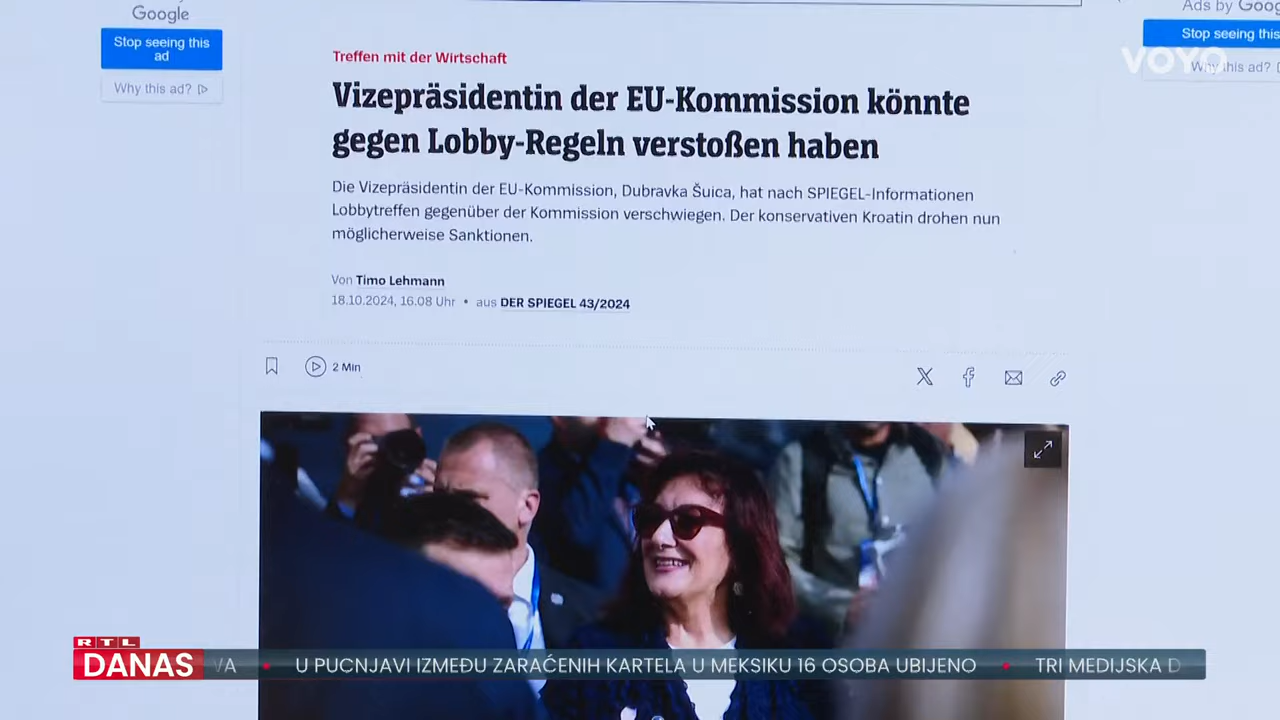 Google
Stop seeing this
ad
Why this ad?
Ads by Goog
Stop seeing this
Why this ad?
VOYO
Treffen mit der Wirtschaft
Vizepräsidentin der EU-Kommission könnte
gegen Lobby-Regeln verstoßen haben
Die Vizepräsidentin der EU-Kommission, Dubravka Šuica, hat nach SPIEGEL-Informationen
Lobbytreffen gegenüber der Kommission verschwiegen. Der konservativen Kroatin drohen nun
möglicherweise Sanktionen.
Von Timo Lehmann
18.10.2024, 16.08 Uhr • aus DER SPIEGEL 43/2024
2 Min
RTL
DANAS
VA • U PUCNJAVI IZMEĐU ZARAĆENIH KARTELA U MEKSIKU 16 OSOBA UBIJENO • TRI MEDIJSKA D